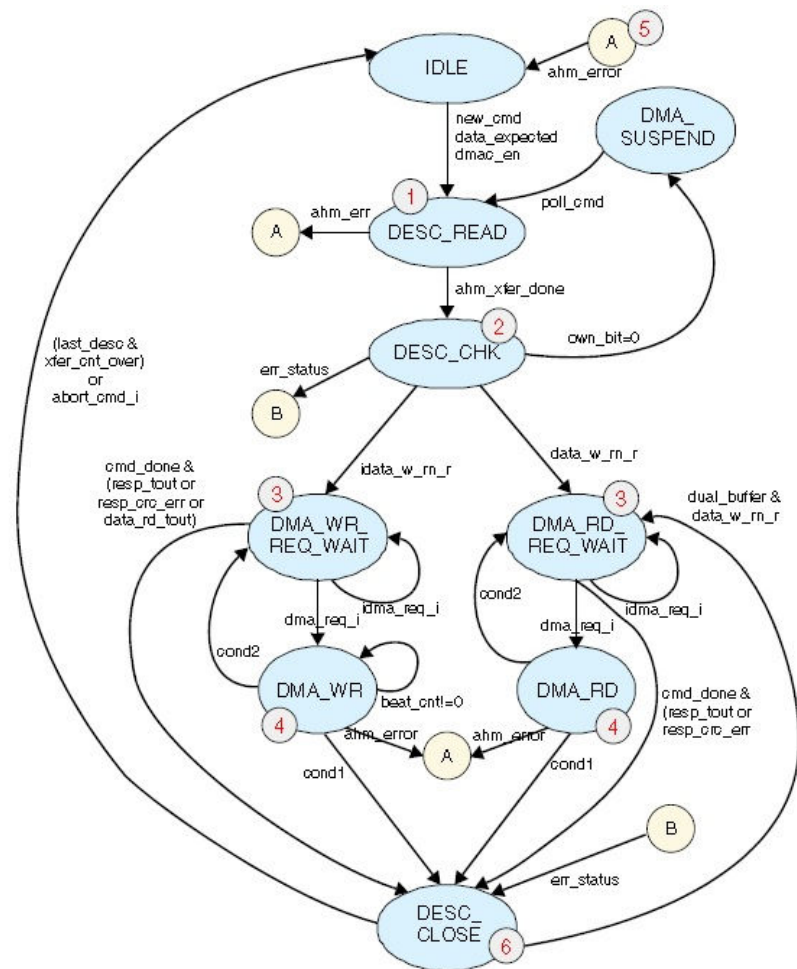 A
5
IDLE
ahm_error
new_cmd
data_expected
dmac_en
DMA_
SUSPEND
1
poll_cmd
ahm_err
A
DESC_READ
ahm_xfer_done
2
(last_desc &
xfer_cnt_over)
or
abort_cmd_i
DESC_CHK
own_bit=0
err_status
B
idata_w_rn_r
data_w_rn_r
cmd_done &
(resp_tout or
resp_crc_err or
data_rd_tout)
3
DMA_WR_
REQ_WAIT
3
DMA_RD_
REQ_WAIT
dual_buffer &
data_w_rn_r
idma_req_i
idma_req_i
dma_req_i
dma_req_i
cond2
cond2
DMA_WR
beat_cnt!=0
DMA_RD
cmd_done &
(resp_tout or
resp_crc_err
4
4
ahm_error
ahm_error
A
cond1
cond1
B
err_status
DESC_
CLOSE
6